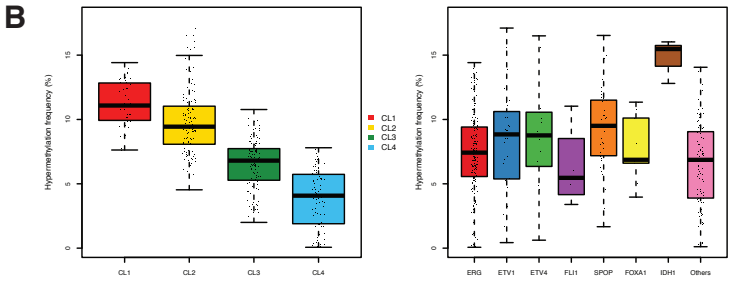 B
Hypermethylation frequency (%)
15
10
5
0
CL1 CL2 CL3 CL4
CL1
CL2
CL3
CL4
Hypermethylation frequency (%)
15
10
5
0
ERG ETV1 ETV4 FLI1 SPOP FOXA1 IDH1 Others